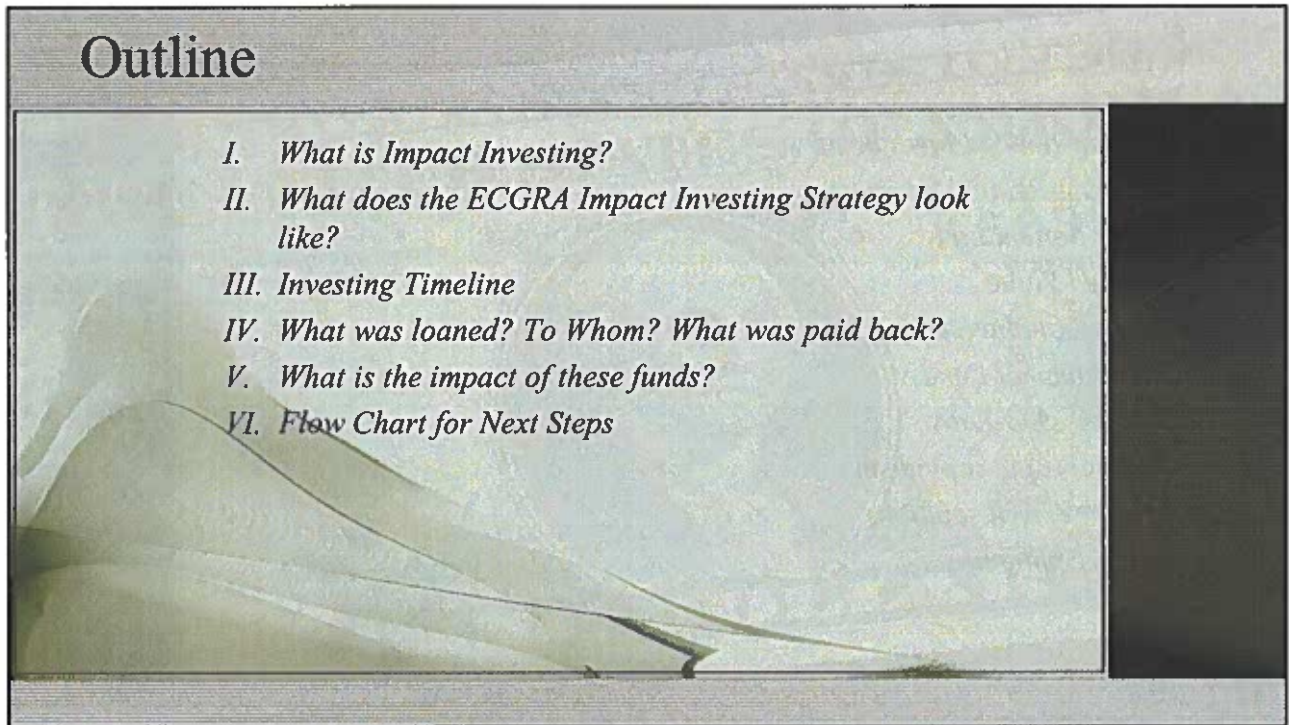 Outline
I. What is Impact Investing?
II. What does the ECGRA Impact Investing Strategy look
like?
III. Investing Timeline
IV. What was loaned? To Whom? What was paid back?
V. What is the impact of these funds?
VI. Flow Chart for Next Steps